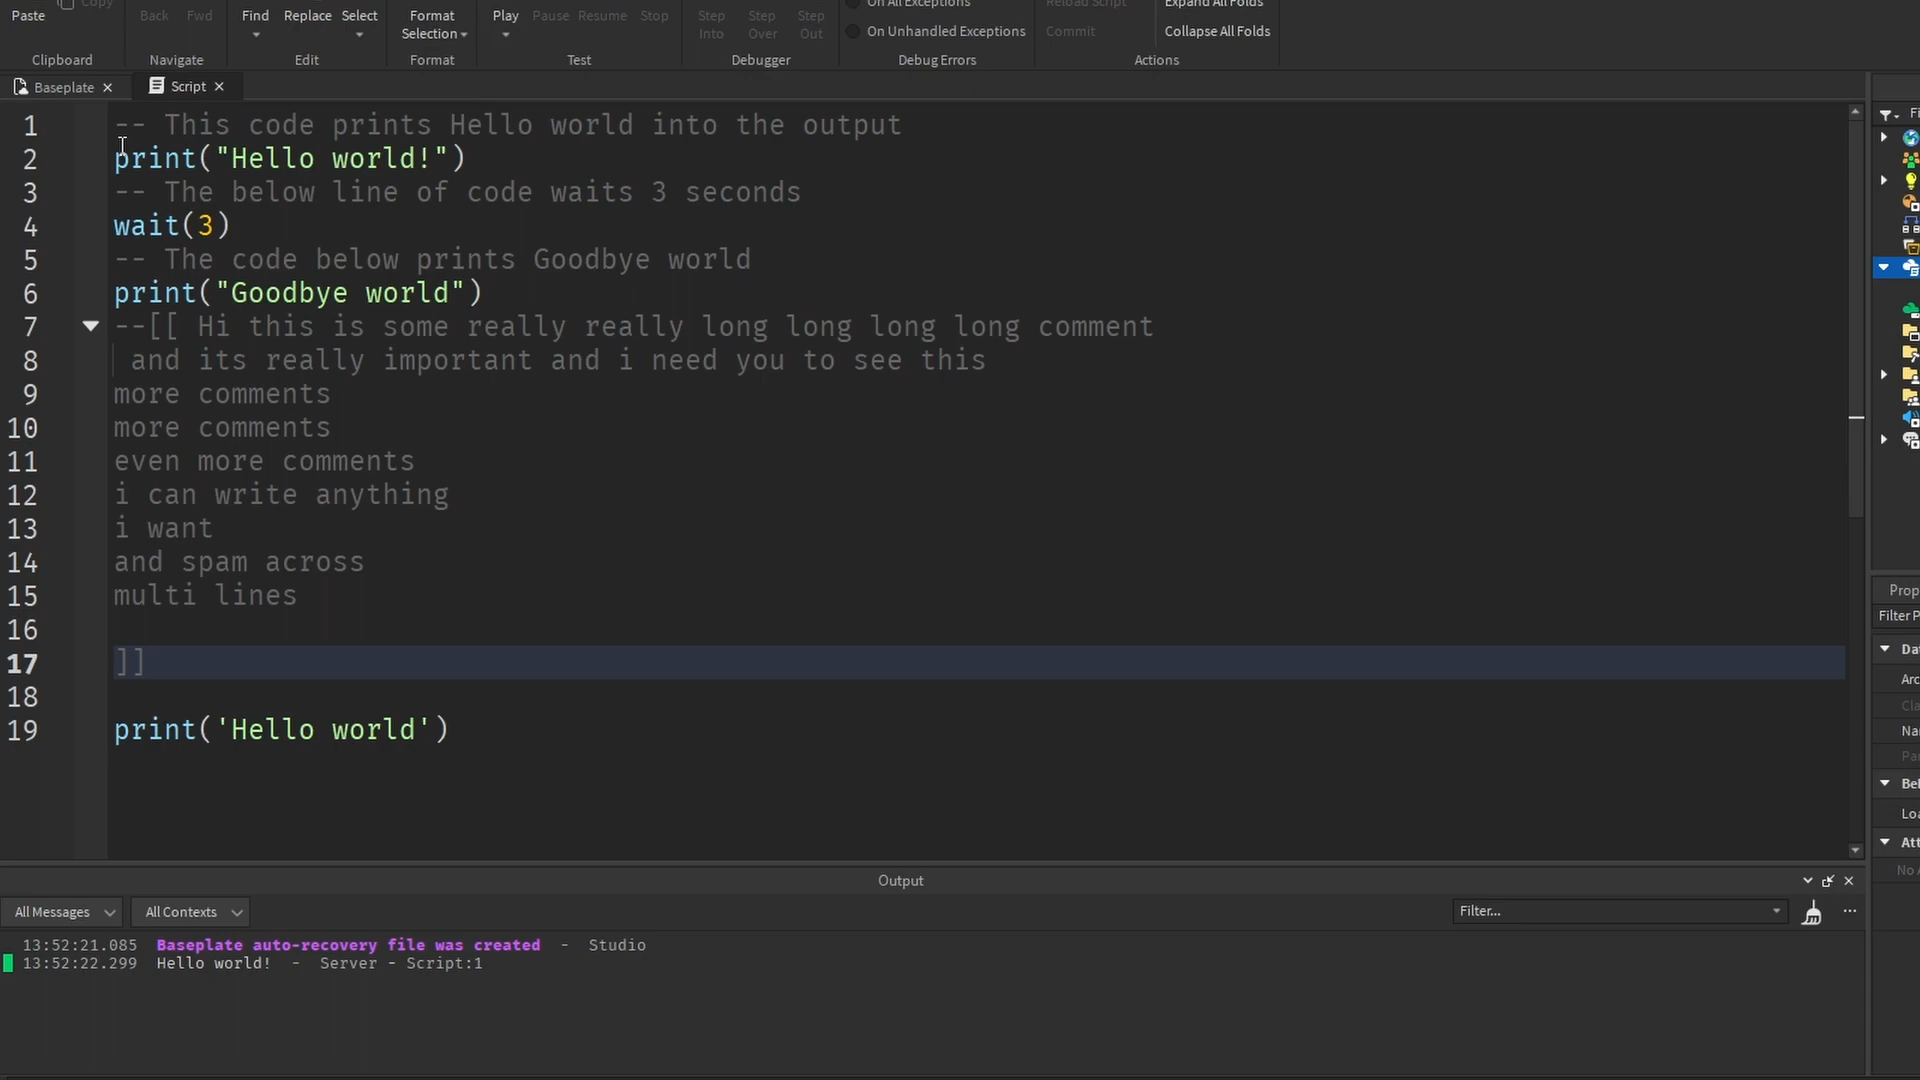 Paste
Copy
Clipboard
Back Fwd
Navigate
Find Replace Select
Edit
Format
Selection
Format
Play Pause Resume Stop
Test
Step Step Step
Into Over Out
Debugger
On All Exceptions
On Unhandled Exceptions
Debug Errors
Reload Script
Commit
Expand All Folds
Collapse All Folds
Actions
Baseplate
Script
1 -- This code prints Hello world into the output
2 print("Hello world!")
3 -- The below line of code waits 3 seconds
4 wait(3)
5 -- The code below prints Goodbye world
6 print("Goodbye world")
7 --[[ Hi this is some really really long long long long comment
8 and its really important and i need you to see this
9 more comments
10 more comments
11 even more comments
12 i can write anything
13 i want
14 and spam across
15 multi lines
16
17 ]]
18
19 print('Hello world')
Prop
Filter P
Dat
Arc
Cla
Na
Par
Beh
Loa
Att
No A
Output
All Messages All Contexts Filter...
13:52:21.085 Baseplate auto-recovery file was created - Studio
13:52:22.299 Hello world! - Server - Script:1